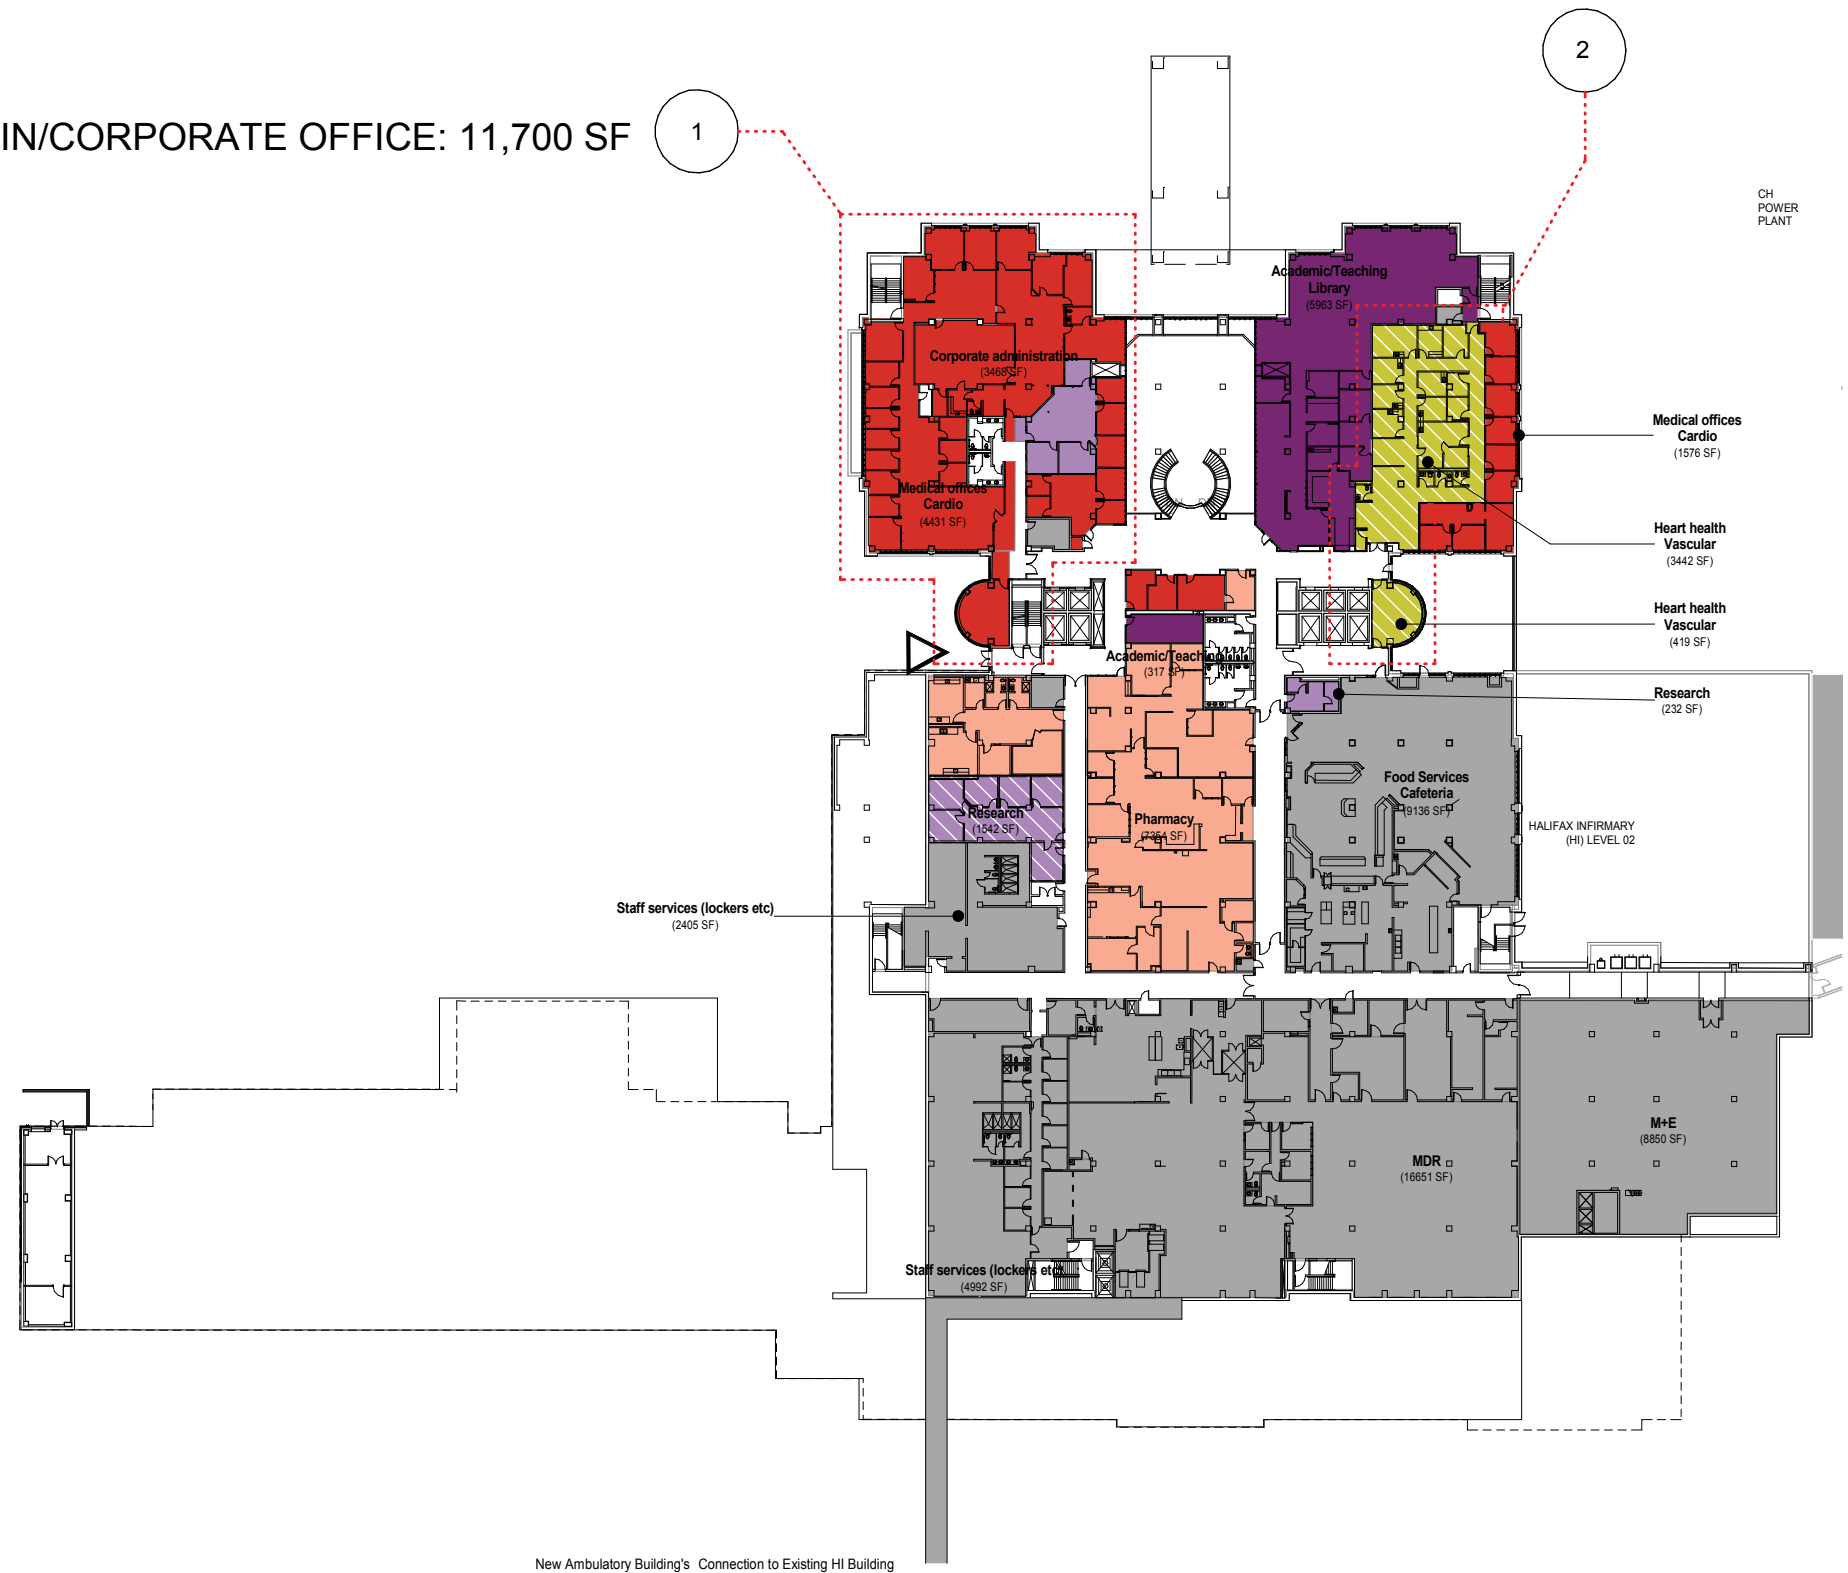 2
1
IN/CORPORATE OFFICE: 11,700 SF
CH
POWER
PLANT
Academic/Teaching
Library
(5963 SF)
Corporate administration
(3468 SF)
Medical offices
Cardio
(1576 SF)
Medical offices
Cardio
(4431 SF)
Heart health
Vascular
(3442 SF)
Heart health
Vascular
(419 SF)
Academic/Teaching
(317 SF)
Research
(232 SF)
Food Services
Cafeteria
(9136 SF)
Research
(1542 SF)
Pharmacy
(7354 SF)
HALIFAX INFIRMARY
(HI) LEVEL 02
Staff services (lockers etc)
(2405 SF)
M+E
(8850 SF)
MDR
(16651 SF)
Staff services (lockers etc)
(4992 SF)
New Ambulatory Building's Connection to Existing HI Building